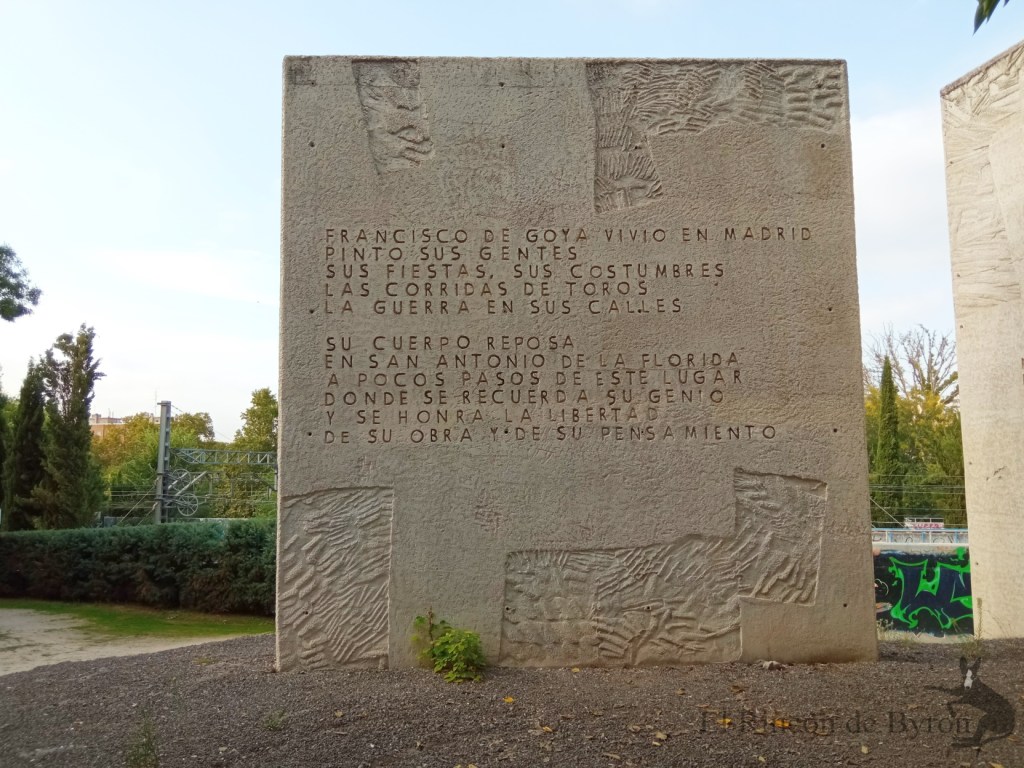 FRANCISCO DE GOYA VIVIO EN MADRID
PINTO SUS GENTES
SUS FIESTAS, SUS COSTUMBRES
LAS CORRIDAS DE TOROS
LA GUERRA EN SUS CALLES
SU CUERPO REPOSA
EN SAN ANTONIO DE LA FLORIDA
A POCOS PASOS DE ESTE LUGAR
DONDE SE RECUERDA SU GENIO
Y SE HONRA LA LIBERTAD
DE SU OBRA Y DE SU PENSAMIENTO
El Rincón de Byron